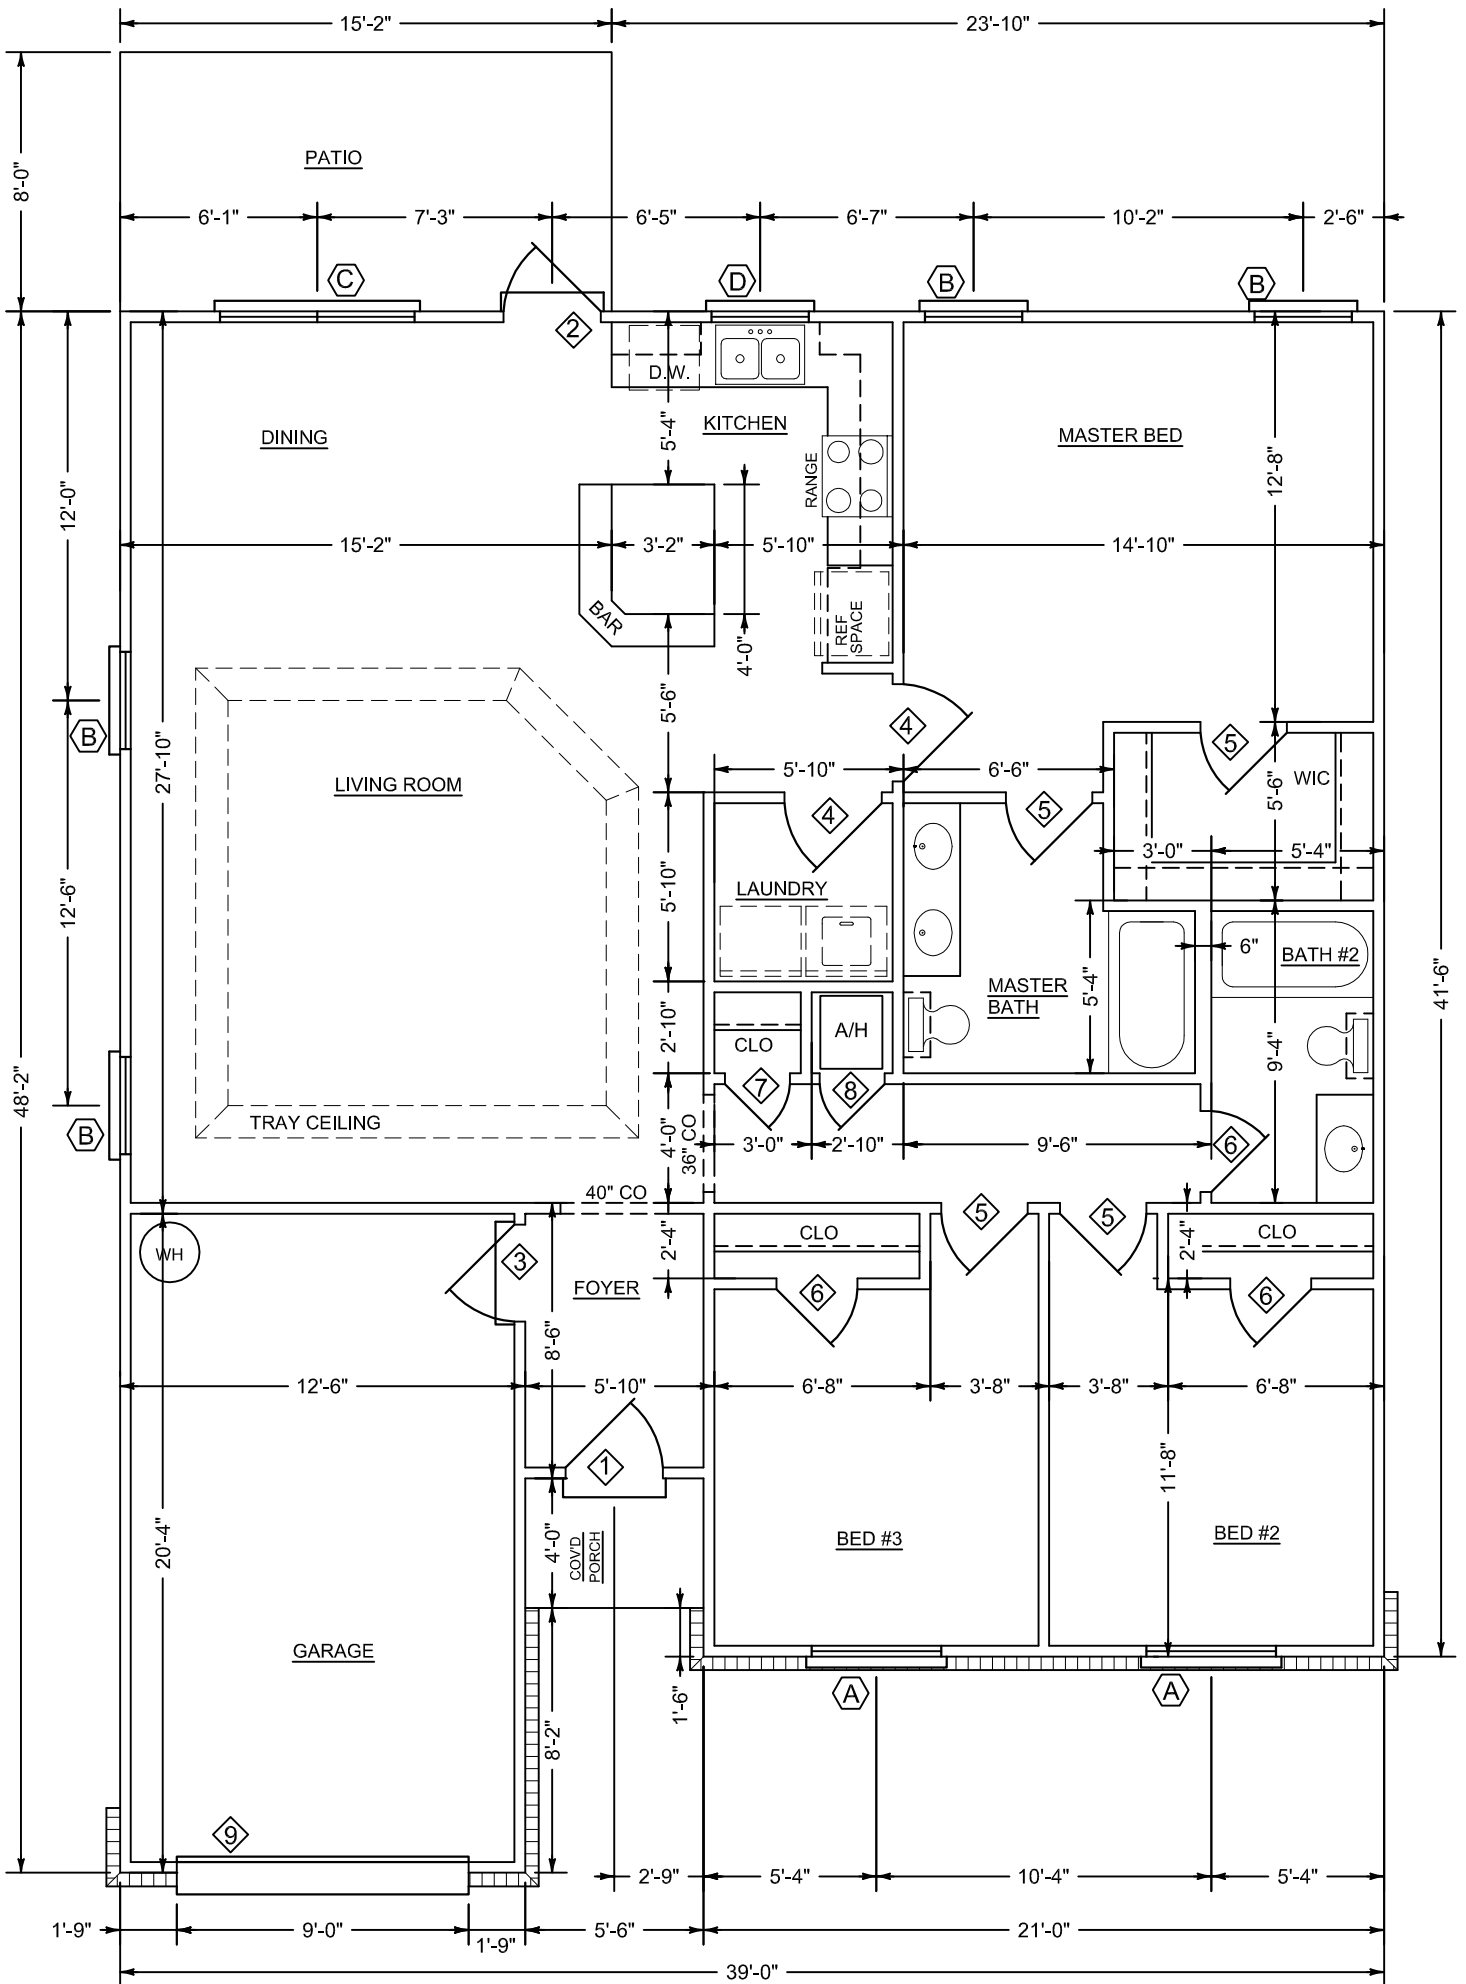 15'-2" 23'-10"
8'-0"
PATIO
6'-1" 7'-3" 6'-5" 6'-7" 10'-2" 2'-6"
C D B B
2
D.W.
KITCHEN
DINING
MASTER BED
5'-4"
RANGE
12'-8"
12'-0"
15'-2" 3'-2" 5'-10" 14'-10"
BAR
REF
SPACE
4'-0"
5'-6"
B
4
5
27'-10"
LIVING ROOM
5'-10" 6'-6"
WIC
5'-6"
4
5
3'-0" 5'-4"
12'-6"
5'-10"
LAUNDRY
6"
BATH #2
MASTER
BATH
5'-4"
41'-6"
2'-10"
A/H
CLO
9'-4"
48'-2"
7
8
B
TRAY CEILING
4'-0"
36" CO
3'-0" 2'-10" 9'-6"
6
40" CO
5
5
WH
3
2'-4"
CLO
2'-4"
CLO
FOYER
6
6
8'-6"
12'-6" 5'-10" 6'-8" 3'-8" 3'-8" 6'-8"
1
11'-8"
20'-4"
4'-0"
COV'D
PORCH
BED #3
BED #2
GARAGE
1'-6"
A
A
8'-2"
9
2'-9" 5'-4" 10'-4" 5'-4"
1'-9" 9'-0" 1'-9" 5'-6" 21'-0"
39'-0"